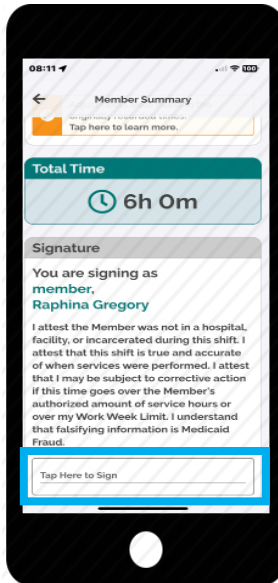 08:11
100
Member Summary
originally recorded times.
Tap here to learn more.
Total Time
6h 0m
Signature
You are signing as
member,
Raphina Gregory
I attest the Member was not in a hospital,
facility, or incarcerated during this shift. I
attest that this shift is true and accurate
of when services were performed. I attest
that I may be subject to corrective action
if this time goes over the Member's
authorized amount of service hours or
over my Work Week Limit. I understand
that falsifying information is Medicaid
Fraud.
Tap Here to Sign